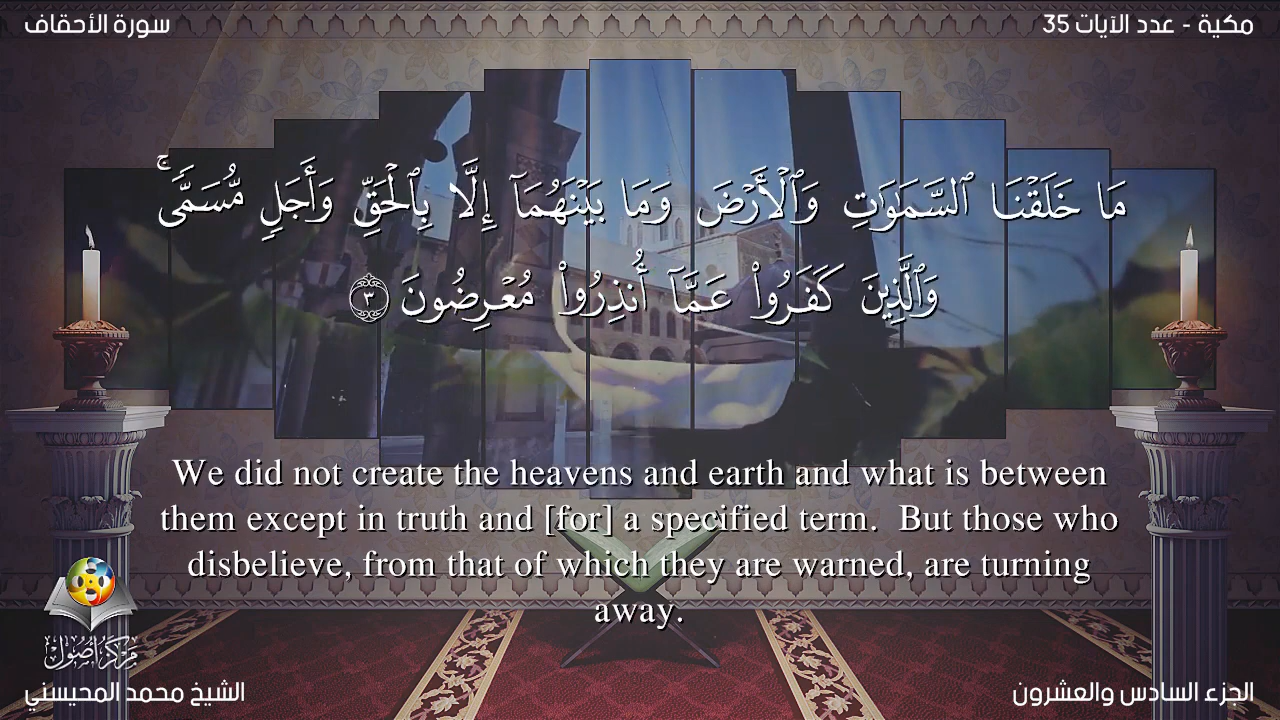 سورة الأحقاف
مكية - عدد الآيات 35
مَا خَلَقْنَا ٱلسَّمَـٰوَٰتِ وَٱلْأَرْضَ وَمَا بَيْنَهُمَآ إِلَّا بِٱلْحَقِّ وَأَجَلٍ مُّسَمًّى ۚ
وَٱلَّذِينَ كَفَرُوا۟ عَمَّآ أُنذِرُوا۟ مُعْرِضُونَ ٣
We did not create the heavens and earth and what is between
them except in truth and [for] a specified term. But those who
disbelieve, from that of which they are warned, are turning
away.
مركز أصول
الشيخ محمد المحيسني
الجزء السادس والعشرون